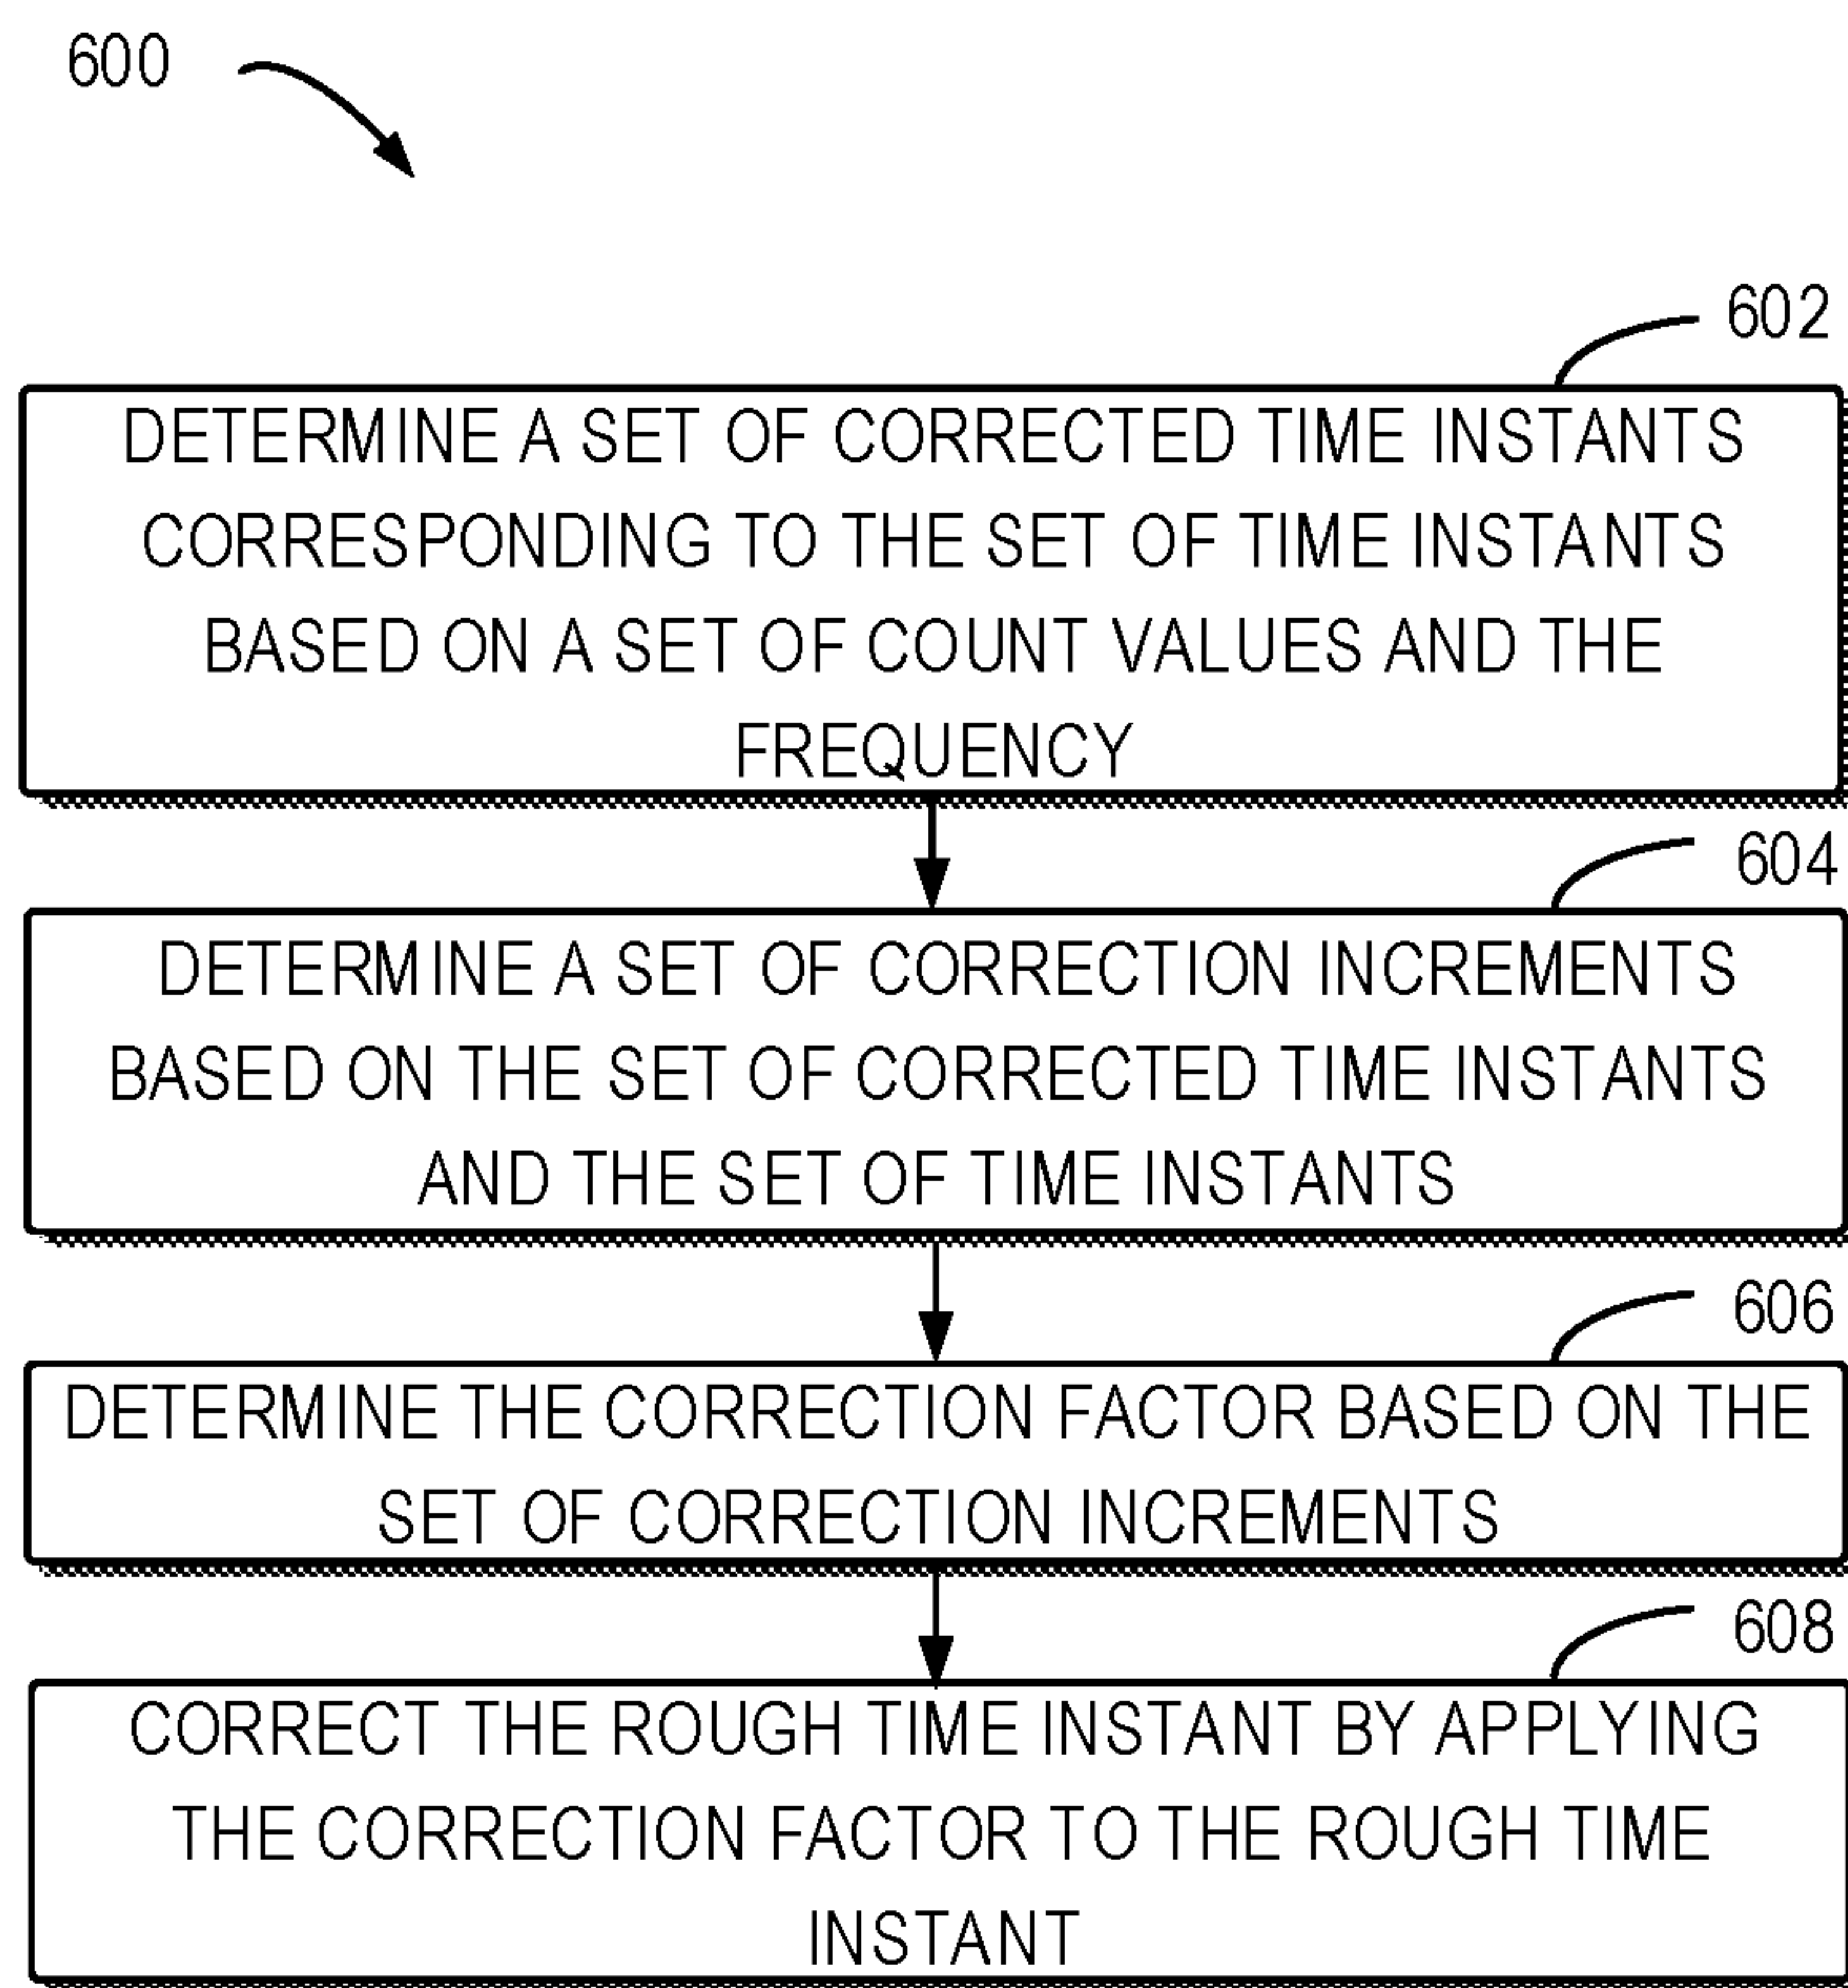 600
602
DETERMINE A SET OF CORRECTED TIME INSTANTS
CORRESPONDING TO THE SET OF TIME INSTANTS
BASED ON A SET OF COUNT VALUES AND THE
FREQUENCY
604
DETERMINE A SET OF CORRECTION INCREMENTS
BASED ON THE SET OF CORRECTED TIME INSTANTS
AND THE SET OF TIME INSTANTS
606
DETERMINE THE CORRECTION FACTOR BASED ON THE
SET OF CORRECTION INCREMENTS
608
CORRECT THE ROUGH TIME INSTANT BY APPLYING
THE CORRECTION FACTOR TO THE ROUGH TIME
INSTANT